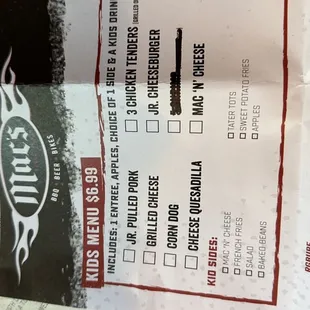 Mac's
BBQ · BEER · BIKES
KIDS MENU $6.99
INCLUDES: 1 ENTREE, APPLES, CHOICE OF 1 SIDE & A KIDS DRINK
JR. PULLED PORK
GRILLED CHEESE
CORN DOG
CHEESE QUESADILLA
3 CHICKEN TENDERS
JR. CHEESEBURGER
MAC 'N' CHEESE
KID SIDES:
MAC 'N' CHEESE
FRENCH FRIES
SALAD
BAKED BEANS
TATER TOTS
SWEET POTATO FRIES
APPLES